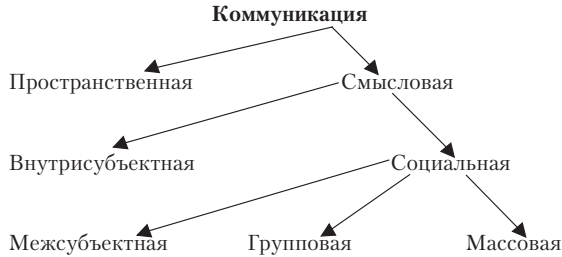 Коммуникация
Пространственная Смысловая
Внутрисубъектная Социальная
Межсубъектная Групповая Массовая